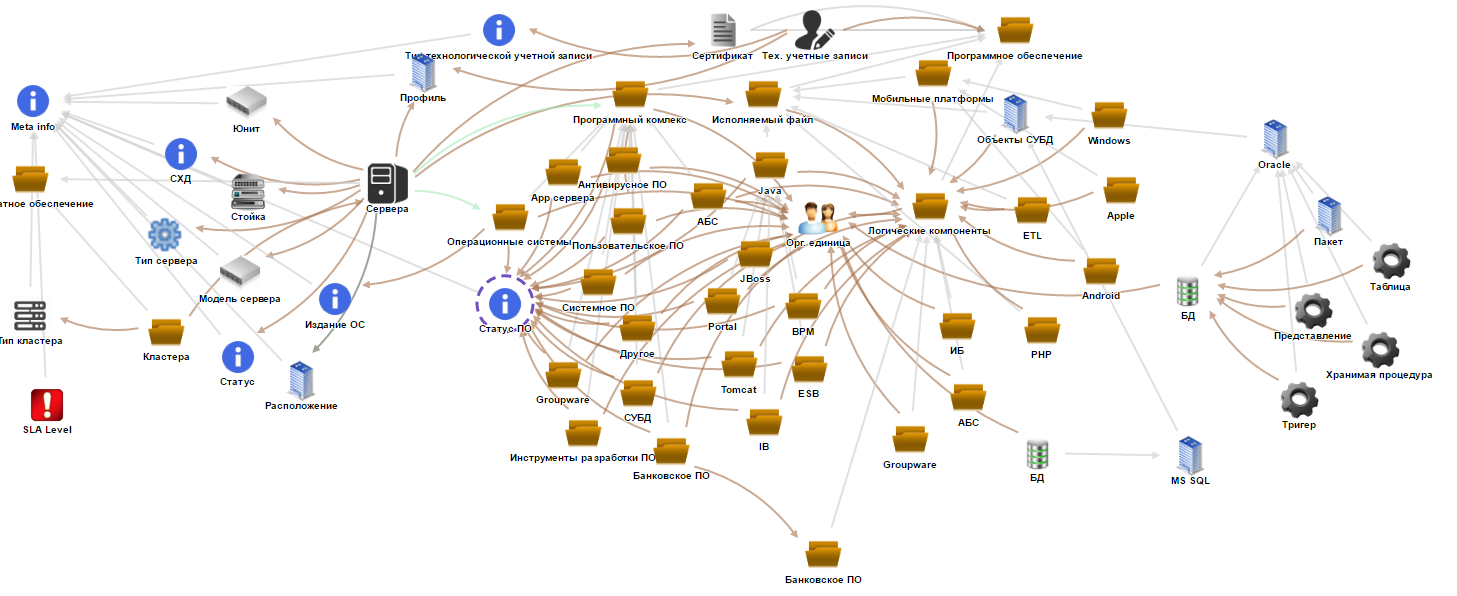 Тип технологической учетной записи
Сертификат
Тех. учетные записи
Программное обеспечение
Профиль
Meta info
Юнит
Программный комлекс
Исполняемый файл
Мобильные платформы
Объекты СУБД
Windows
Oracle
СХД
атное обеспечение
Стойка
Сервера
App сервера
Антивирусное ПО
Java
АБС
Apple
ETL
Операционные системы
Пользовательское ПО
Орг. единица
Логические компоненты
Пакет
Тип сервера
Модель сервера
JBoss
Таблица
Android
Системное ПО
Издание ОС
Статус ПО
Portal
BPM
БД
Представление
Тип кластера
Кластера
Другое
ИБ
PHP
Хранимая процедура
Статус
Расположение
Groupware
СУБД
Tomcat
ESB
АБС
Тригер
SLA Level
Инструменты разработки ПО
IB
Groupware
Банковское ПО
БД
MS SQL
Банковское ПО